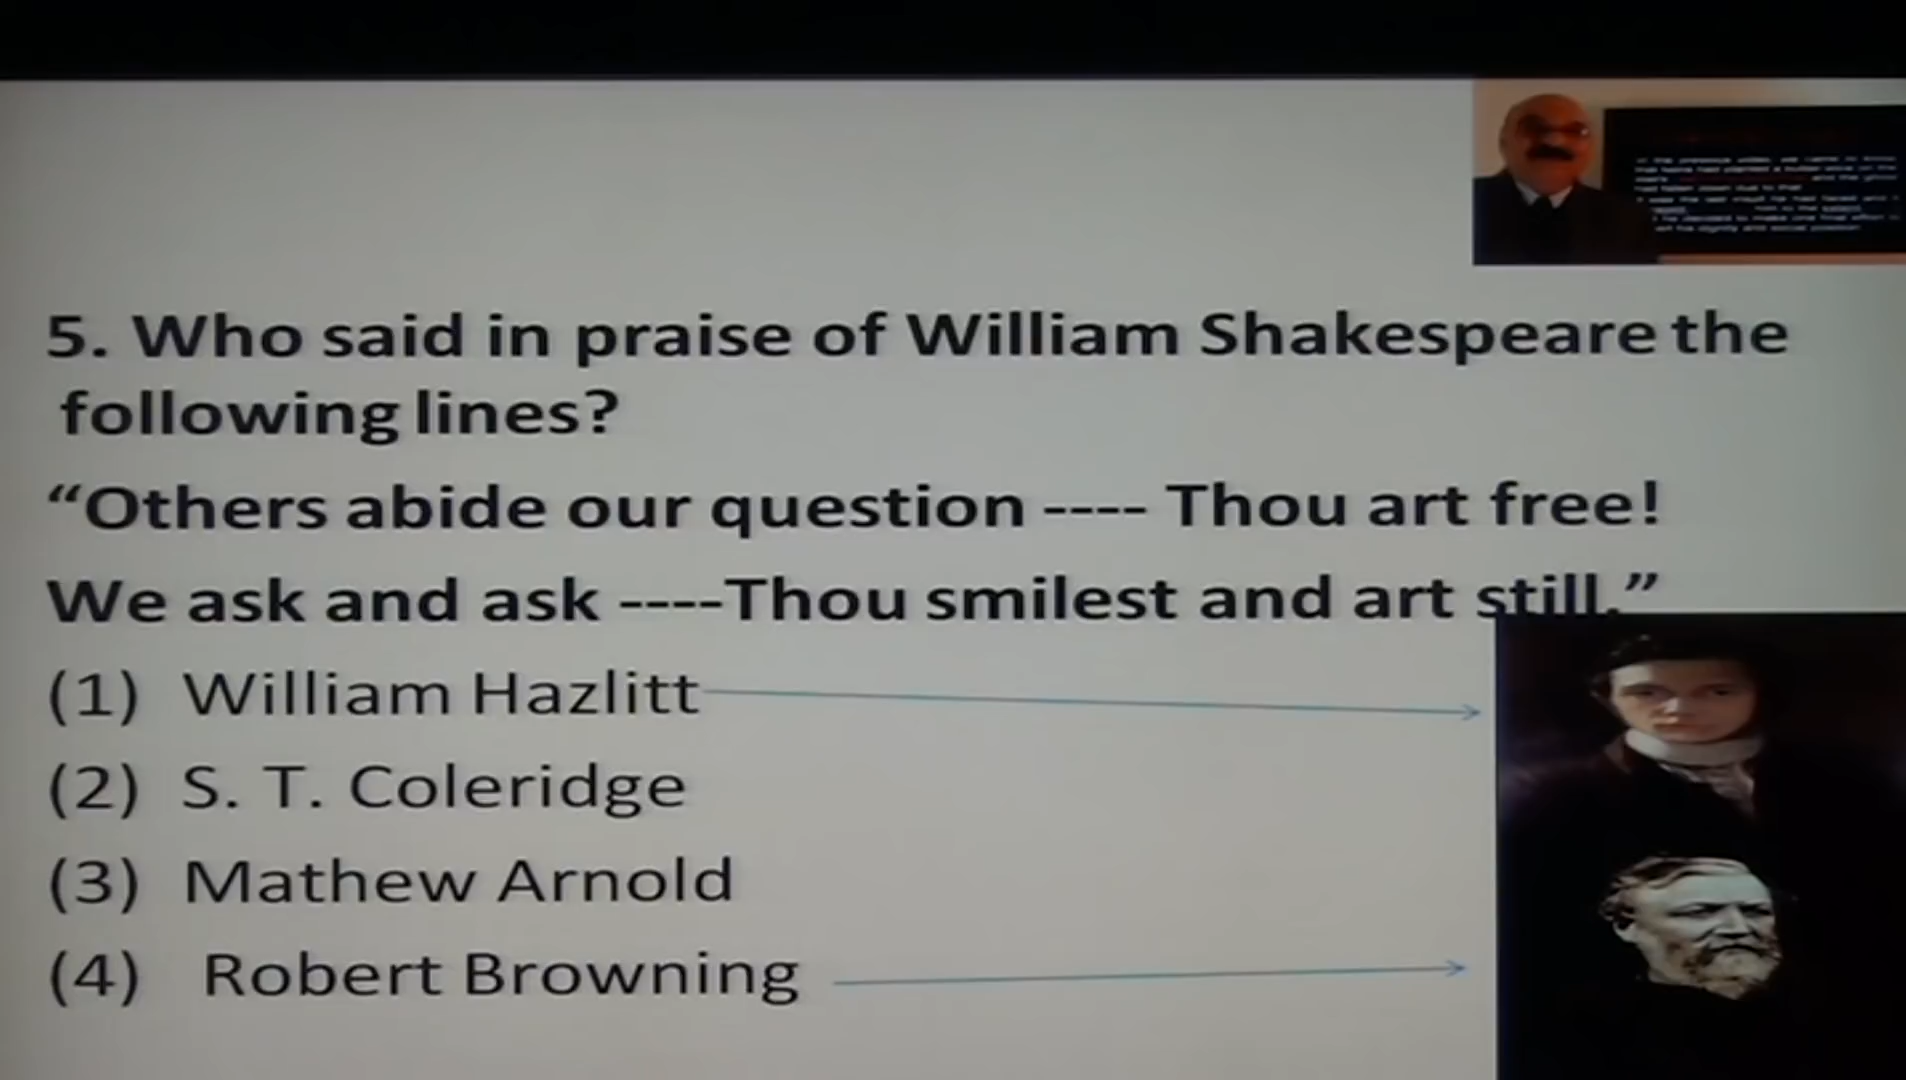 5. Who said in praise of William Shakespeare the
following lines?
“Others abide our question ---- Thou art free!
We ask and ask ----Thou smilest and art still.”
(1) William Hazlitt
(2) S. T. Coleridge
(3) Mathew Arnold
(4) Robert Browning